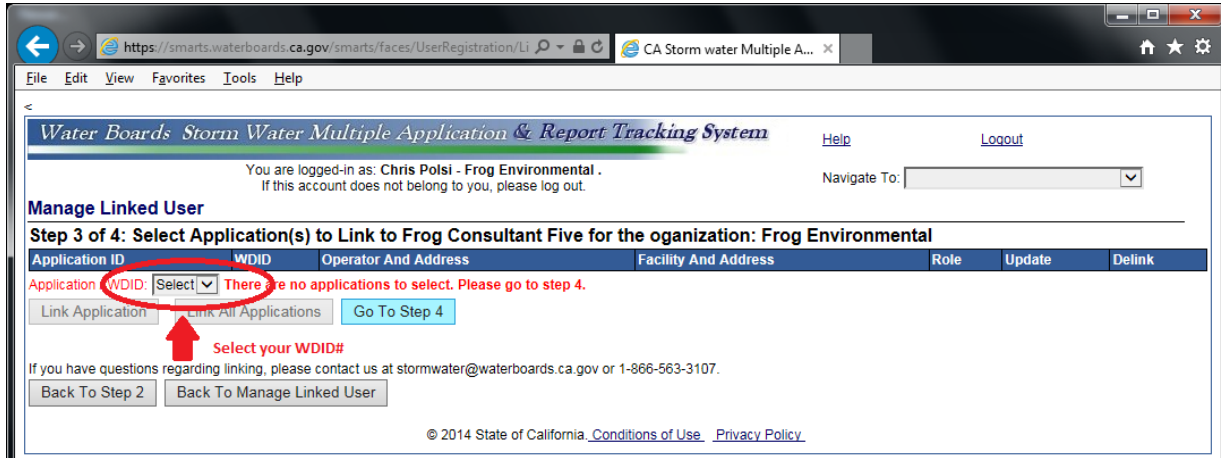 https://smarts.waterboards.ca.gov/smarts/faces/UserRegistration/Li
CA Storm water Multiple A...
File Edit View Favorites Tools Help
<
Water Boards Storm Water Multiple Application & Report Tracking System
Help Logout
You are logged-in as: Chris Polsi - Frog Environmental .
If this account does not belong to you, please log out.
Navigate To:
Manage Linked User
Step 3 of 4: Select Application(s) to Link to Frog Consultant Five for the oganization: Frog Environmental
Application ID WDID Operator And Address Facility And Address Role Update Delink
Application WDID: Select There are no applications to select. Please go to step 4.
Link Application Link All Applications Go To Step 4
Select your WDID#
If you have questions regarding linking, please contact us at stormwater@waterboards.ca.gov or 1-866-563-3107.
Back To Step 2 Back To Manage Linked User
© 2014 State of California. Conditions of Use Privacy Policy